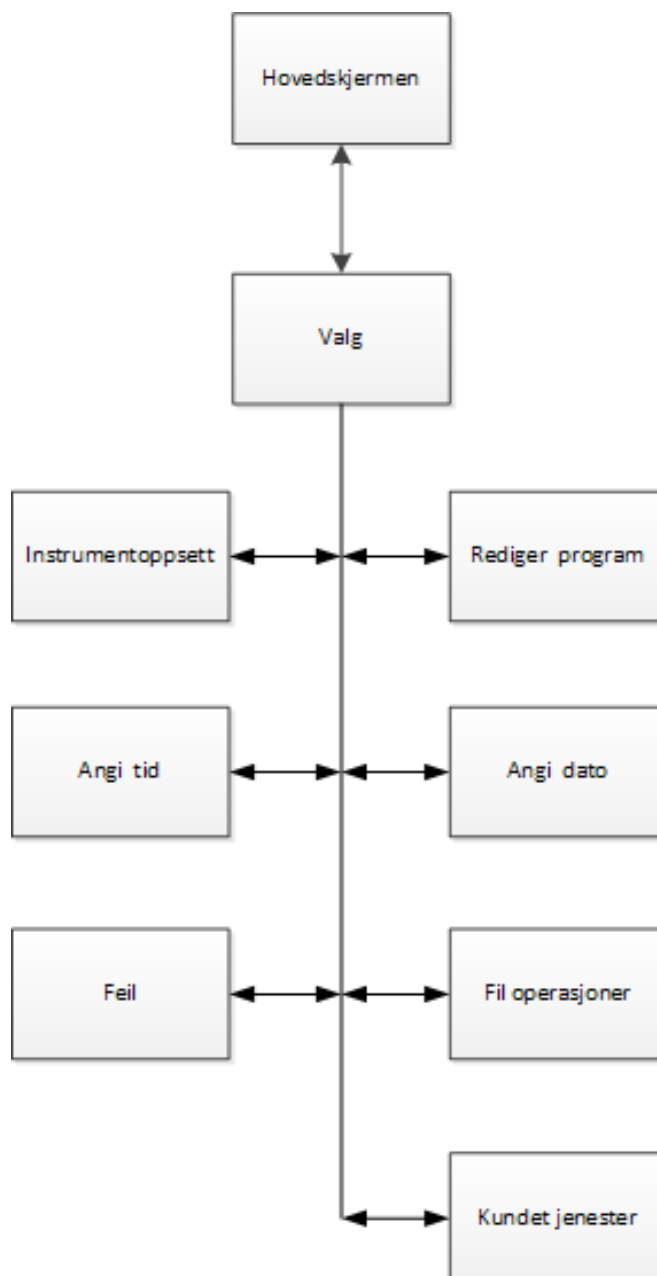 Hovedskjermen
Valg
Instrumentoppsett
Rediger program
Angi tid
Angi dato
Feil
Fil operasjoner
Kundet jenester